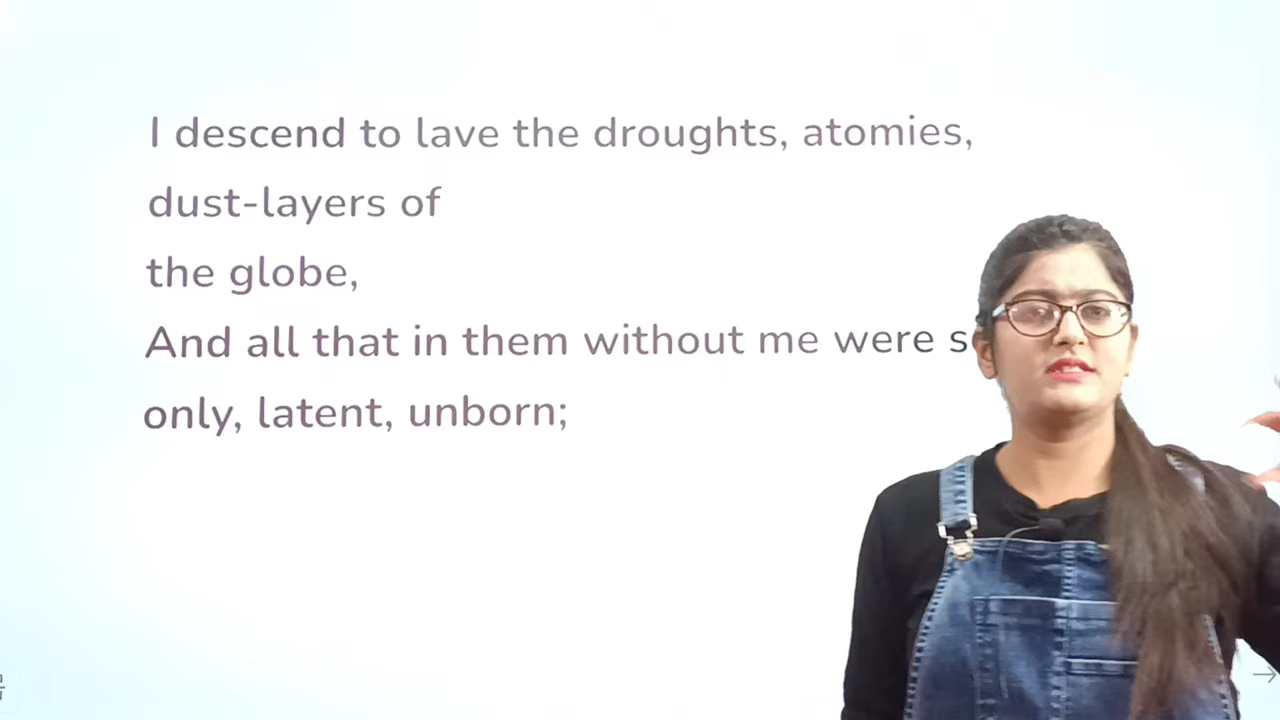 I descend to lave the droughts, atomies,
dust-layers of
the globe,
And all that in them without me were
only, latent, unborn;